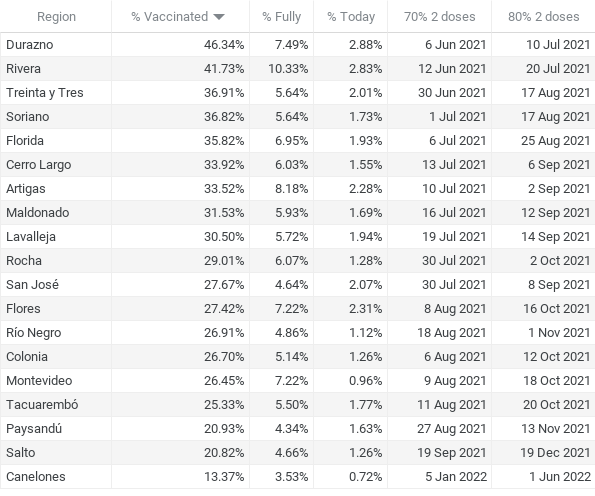 Region % Vaccinated % Fully % Today 70% 2 doses 80% 2 doses
Durazno 46.34% 7.49% 2.88% 6 Jun 2021 10 Jul 2021
Rivera 41.73% 10.33% 2.83% 12 Jun 2021 20 Jul 2021
Treinta y Tres 36.91% 5.64% 2.01% 30 Jun 2021 17 Aug 2021
Soriano 36.82% 5.64% 1.73% 1 Jul 2021 17 Aug 2021
Florida 35.82% 6.95% 1.93% 6 Jul 2021 25 Aug 2021
Cerro Largo 33.92% 6.03% 1.55% 13 Jul 2021 6 Sep 2021
Artigas 33.52% 8.18% 2.28% 10 Jul 2021 2 Sep 2021
Maldonado 31.53% 5.93% 1.69% 16 Jul 2021 12 Sep 2021
Lavalleja 30.50% 5.72% 1.94% 19 Jul 2021 14 Sep 2021
Rocha 29.01% 6.07% 1.28% 30 Jul 2021 2 Oct 2021
San José 27.67% 4.64% 2.07% 30 Jul 2021 8 Sep 2021
Flores 27.42% 7.22% 2.31% 8 Aug 2021 16 Oct 2021
Río Negro 26.91% 4.86% 1.12% 18 Aug 2021 1 Nov 2021
Colonia 26.70% 5.14% 1.26% 6 Aug 2021 12 Oct 2021
Montevideo 26.45% 7.22% 0.96% 9 Aug 2021 18 Oct 2021
Tacuarembó 25.33% 5.50% 1.77% 11 Aug 2021 20 Oct 2021
Paysandú 20.93% 4.34% 1.63% 27 Aug 2021 13 Nov 2021
Salto 20.82% 4.66% 1.26% 19 Sep 2021 19 Dec 2021
Canelones 13.37% 3.53% 0.72% 5 Jan 2022 1 Jun 2022